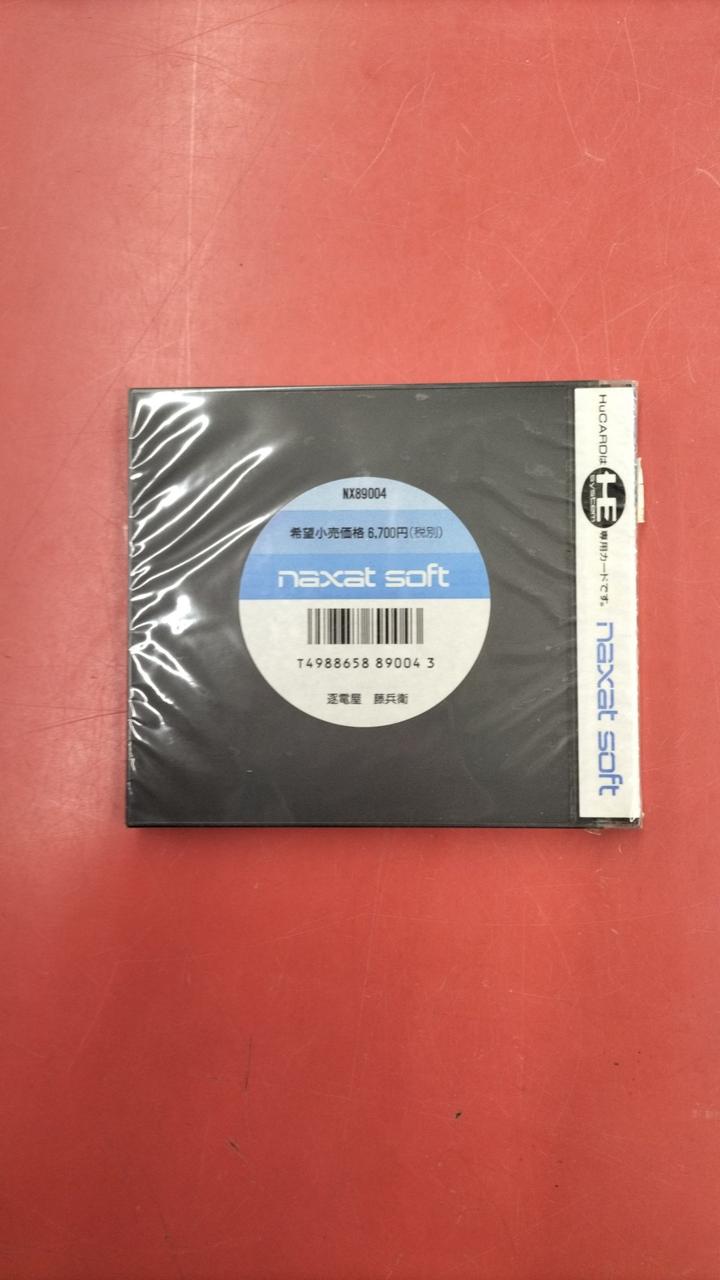 NX89004
希望小売価格 6,700円(税別)
naxat soft
T4988658 89004 3
逐電屋 藤兵衛
HuCARDは HE SYSTEM 専用カードです。 naxat soft